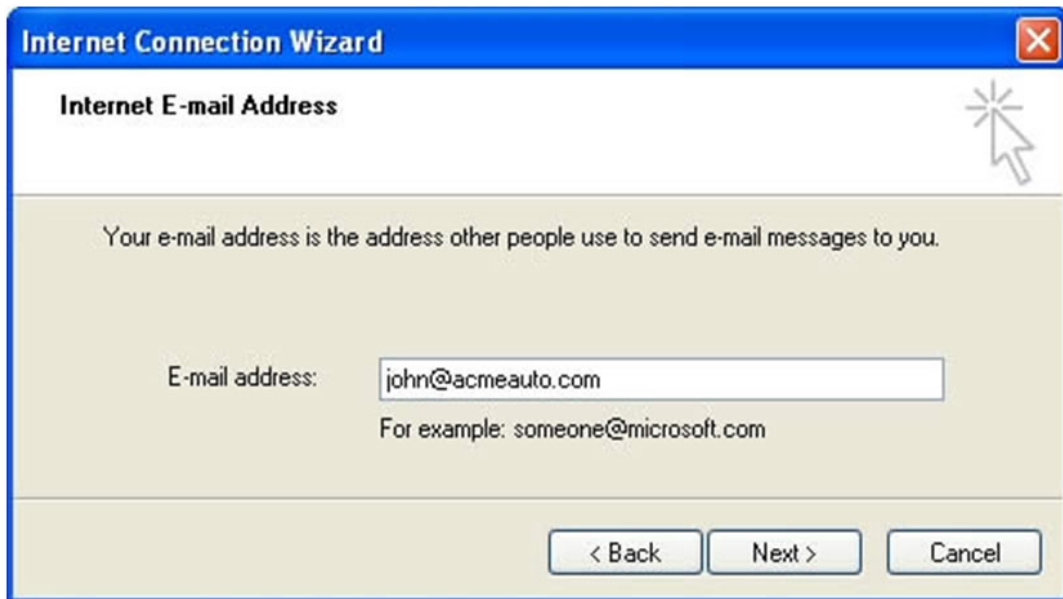 Internet Connection Wizard
Internet E-mail Address
Your e-mail address is the address other people use to send e-mail messages to you.
E-mail address: john@acmeauto.com
For example: someone@microsoft.com
< Back Next > Cancel